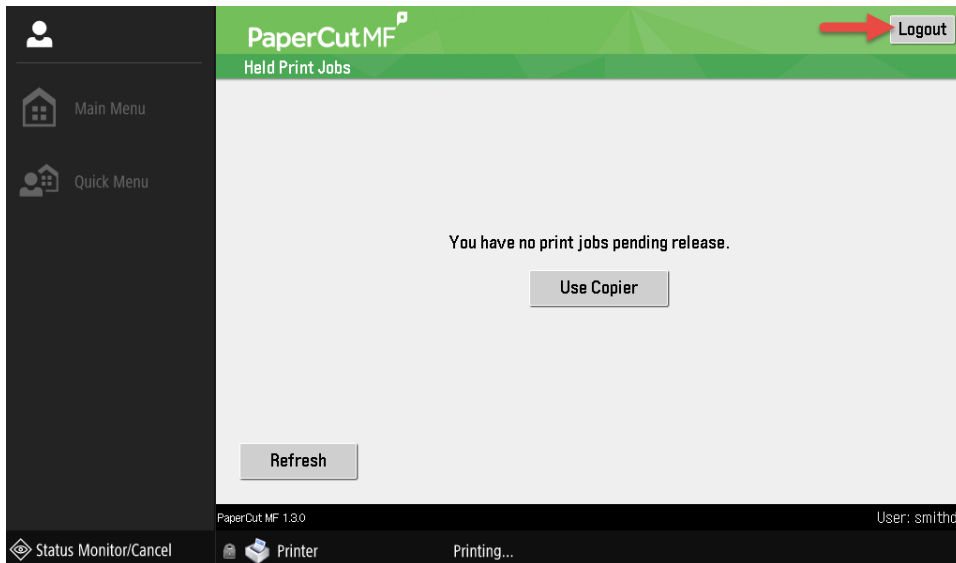 PaperCut MF
Logout
Held Print Jobs
Main Menu
Quick Menu
You have no print jobs pending release.
Use Copier
Refresh
PaperCut MF 1.3.0
User: smithd
Status Monitor/Cancel
Printer
Printing...